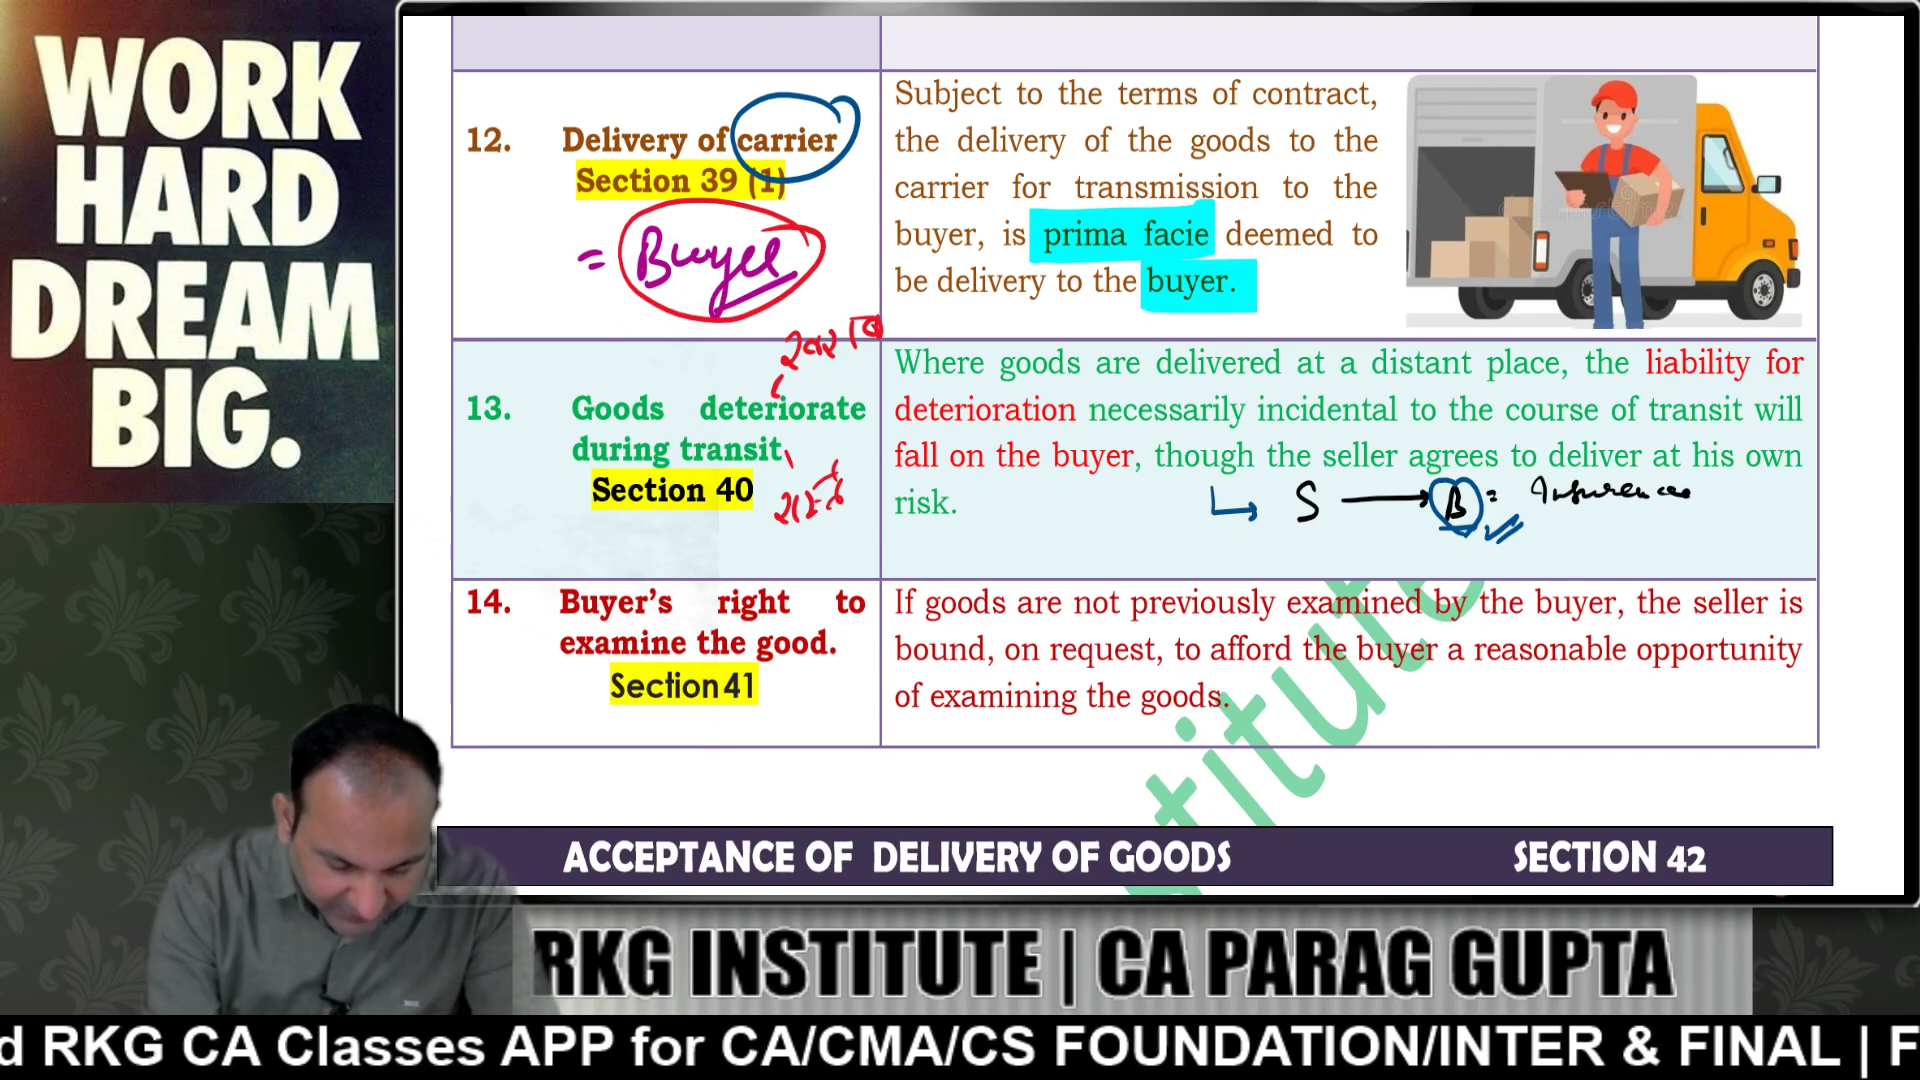 WORK
HARD
DREAM
BIG.
12. Delivery of carrier
Section 39 (1)
= Buyer
Subject to the terms of contract,
the delivery of the goods to the
carrier for transmission to the
buyer, is prima facie deemed to
be delivery to the buyer.
13. Goods deteriorate
during transit
Section 40
Where goods are delivered at a distant place, the liability for
deterioration necessarily incidental to the course of transit will
fall on the buyer, though the seller agrees to deliver at his own
risk.
S B = Insurance
14. Buyer's right to
examine the good.
Section 41
If goods are not previously examined by the buyer, the seller is
bound, on request, to afford the buyer a reasonable opportunity
of examining the goods.
ACCEPTANCE OF DELIVERY OF GOODS SECTION 42
RKG INSTITUTE | CA PARAG GUPTA
d RKG CA Classes APP for CA/CMA/CS FOUNDATION/INTER & FINAL | F